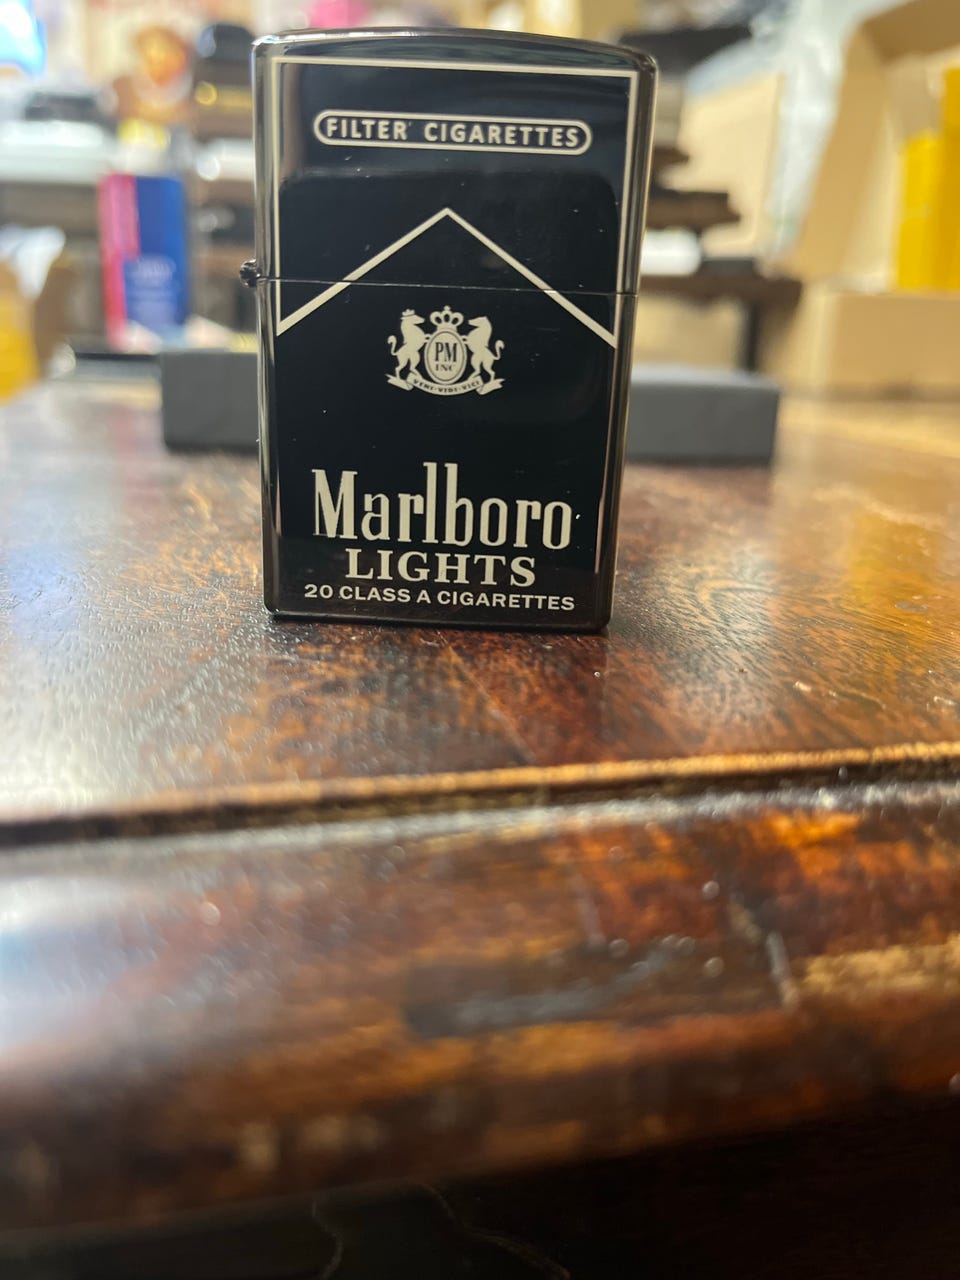 FILTER CIGARETTES
PM
INC
VENI·VIDI·VICI
Marlboro
LIGHTS
20 CLASS A CIGARETTES